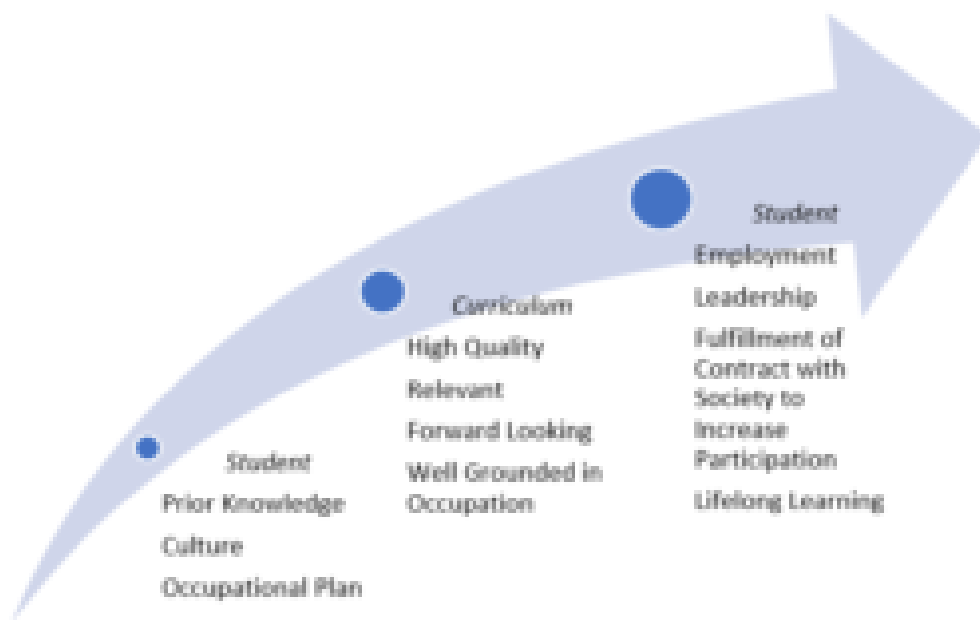 Student
Prior Knowledge
Culture
Occupational Plan
Curriculum
High Quality
Relevant
Forward Looking
Well Grounded in
Occupation
Student
Employment
Leadership
Fulfillment of
Contract with
Society to
Increase
Participation
Lifelong Learning